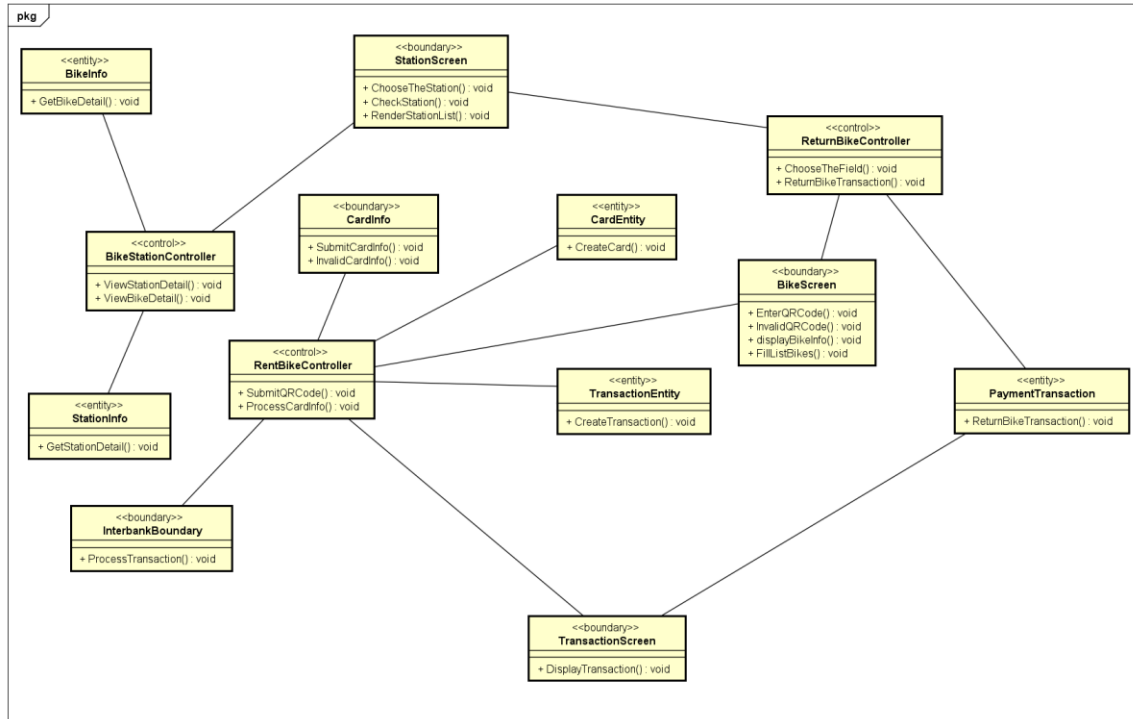 pkg
<<entity>>
BikeInfo
+ GetBikeDetail() : void
<<boundary>>
StationScreen
+ ChooseTheStation() : void
+ CheckStation() : void
+ RenderStationList() : void
<<control>>
ReturnBikeController
+ ChooseTheField() : void
+ ReturnBikeTransaction() : void
<<boundary>>
CardInfo
+ SubmitCardInfo() : void
+ InvalidCardInfo() : void
<<entity>>
CardEntity
+ CreateCard() : void
<<control>>
BikeStationController
+ ViewStationDetail() : void
+ ViewBikeDetail() : void
<<boundary>>
BikeScreen
+ EnterQRCode() : void
+ InvalidQRCode() : void
+ displayBikeInfo() : void
+ FillListBikes() : void
<<control>>
RentBikeController
+ SubmitQRCode() : void
+ ProcessCardInfo() : void
<<entity>>
TransactionEntity
+ CreateTransaction() : void
<<entity>>
PaymentTransaction
+ ReturnBikeTransaction() : void
<<entity>>
StationInfo
+ GetStationDetail() : void
<<boundary>>
InterbankBoundary
+ ProcessTransaction() : void
<<boundary>>
TransactionScreen
+ DisplayTransaction() : void